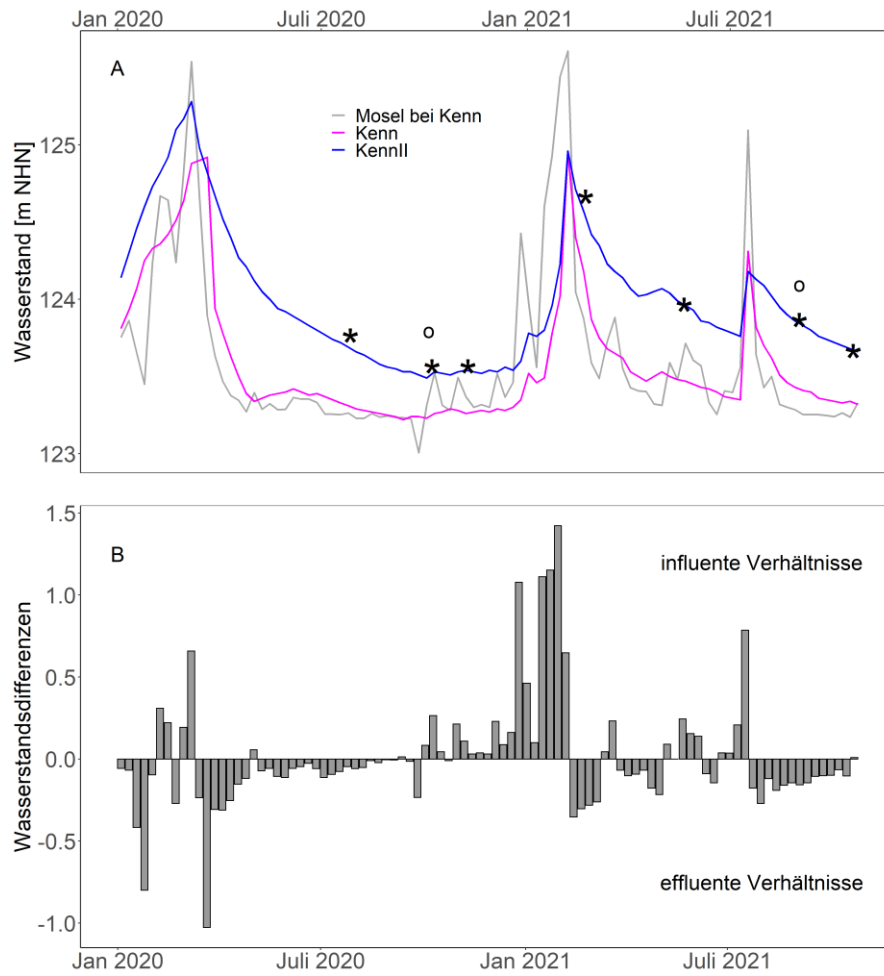 Jan 2020 Juli 2020 Jan 2021 Juli 2021
A
Mosel bei Kenn
Kenn
KennII
Wasserstand [m NHN]
125
124
123
* * * * * * *
o o
B
influente Verhältnisse
effluente Verhältnisse
Wasserstandsdifferenzen
1.5
1.0
0.5
0.0
-0.5
-1.0
Jan 2020 Juli 2020 Jan 2021 Juli 2021